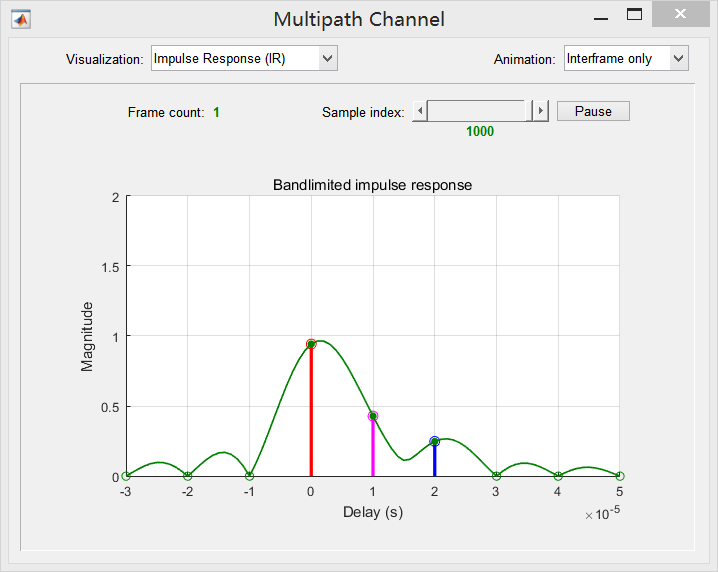 Multipath Channel
Visualization: Impulse Response (IR) Animation: Interframe only
Frame count: 1 Sample index: Pause
1000
Bandlimited impulse response
2
1.5
1
0.5
0
Magnitude
-3 -2 -1 0 1 2 3 4 5
Delay (s)
×10-5